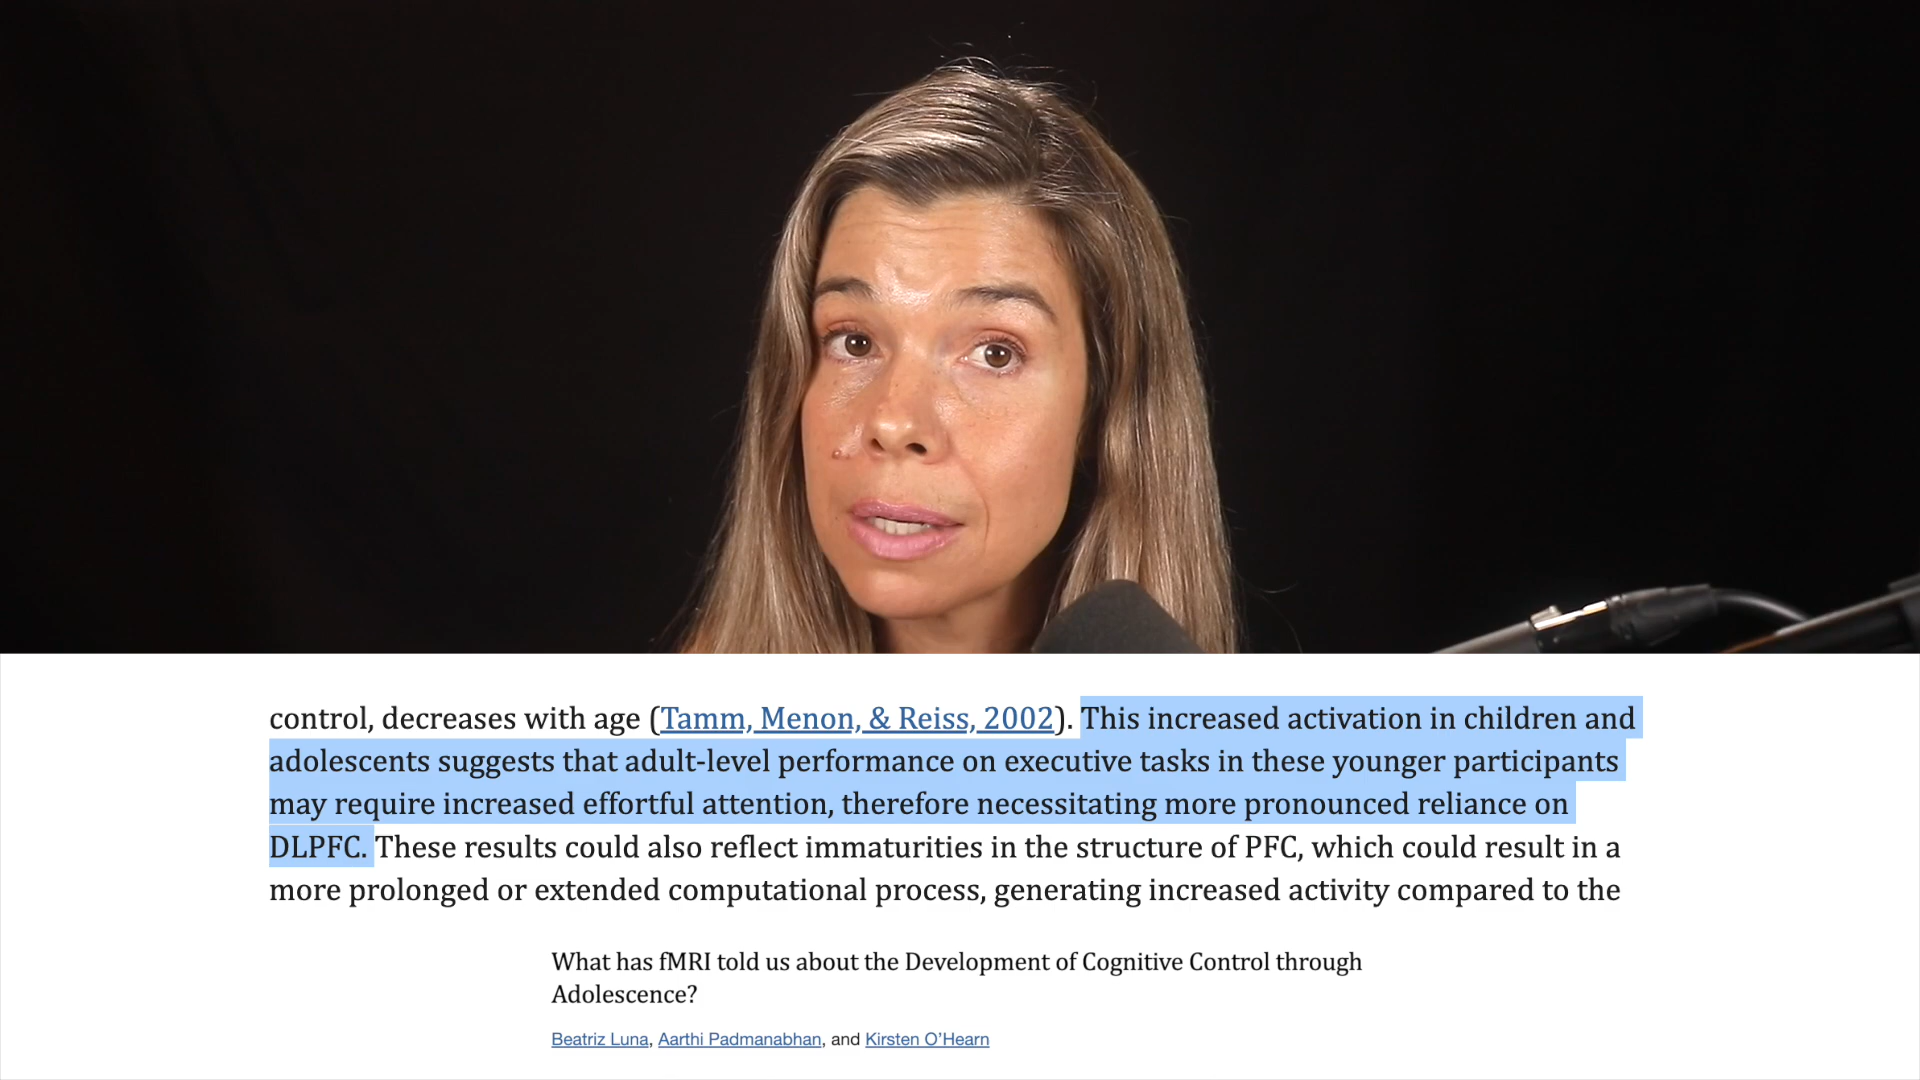 control, decreases with age (Tamm, Menon, & Reiss, 2002). This increased activation in children and
adolescents suggests that adult-level performance on executive tasks in these younger participants
may require increased effortful attention, therefore necessitating more pronounced reliance on
DLPFC. These results could also reflect immaturities in the structure of PFC, which could result in a
more prolonged or extended computational process, generating increased activity compared to the
What has fMRI told us about the Development of Cognitive Control through
Adolescence?
Beatriz Luna, Aarthi Padmanabhan, and Kirsten O’Hearn